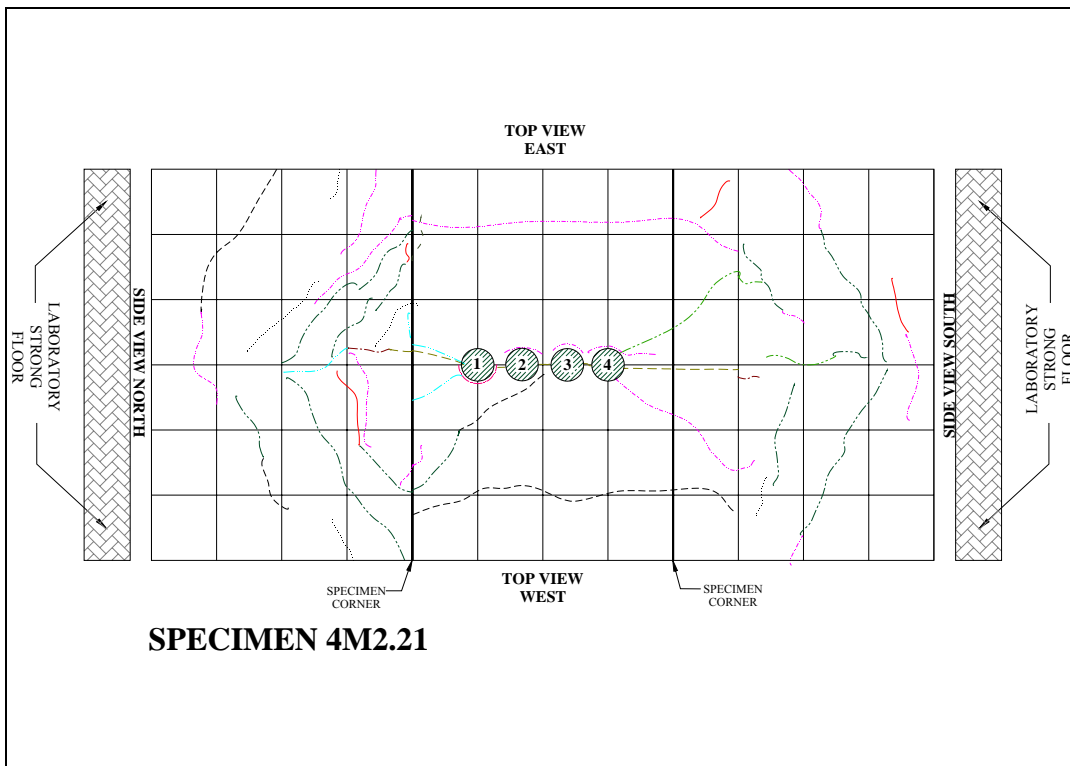 TOP VIEW
EAST
LABORATORY
STRONG
FLOOR
SIDE VIEW NORTH
1
2
3
4
SIDE VIEW SOUTH
LABORATORY
STRONG
FLOOR
SPECIMEN
CORNER
TOP VIEW
WEST
SPECIMEN
CORNER
SPECIMEN 4M2.21